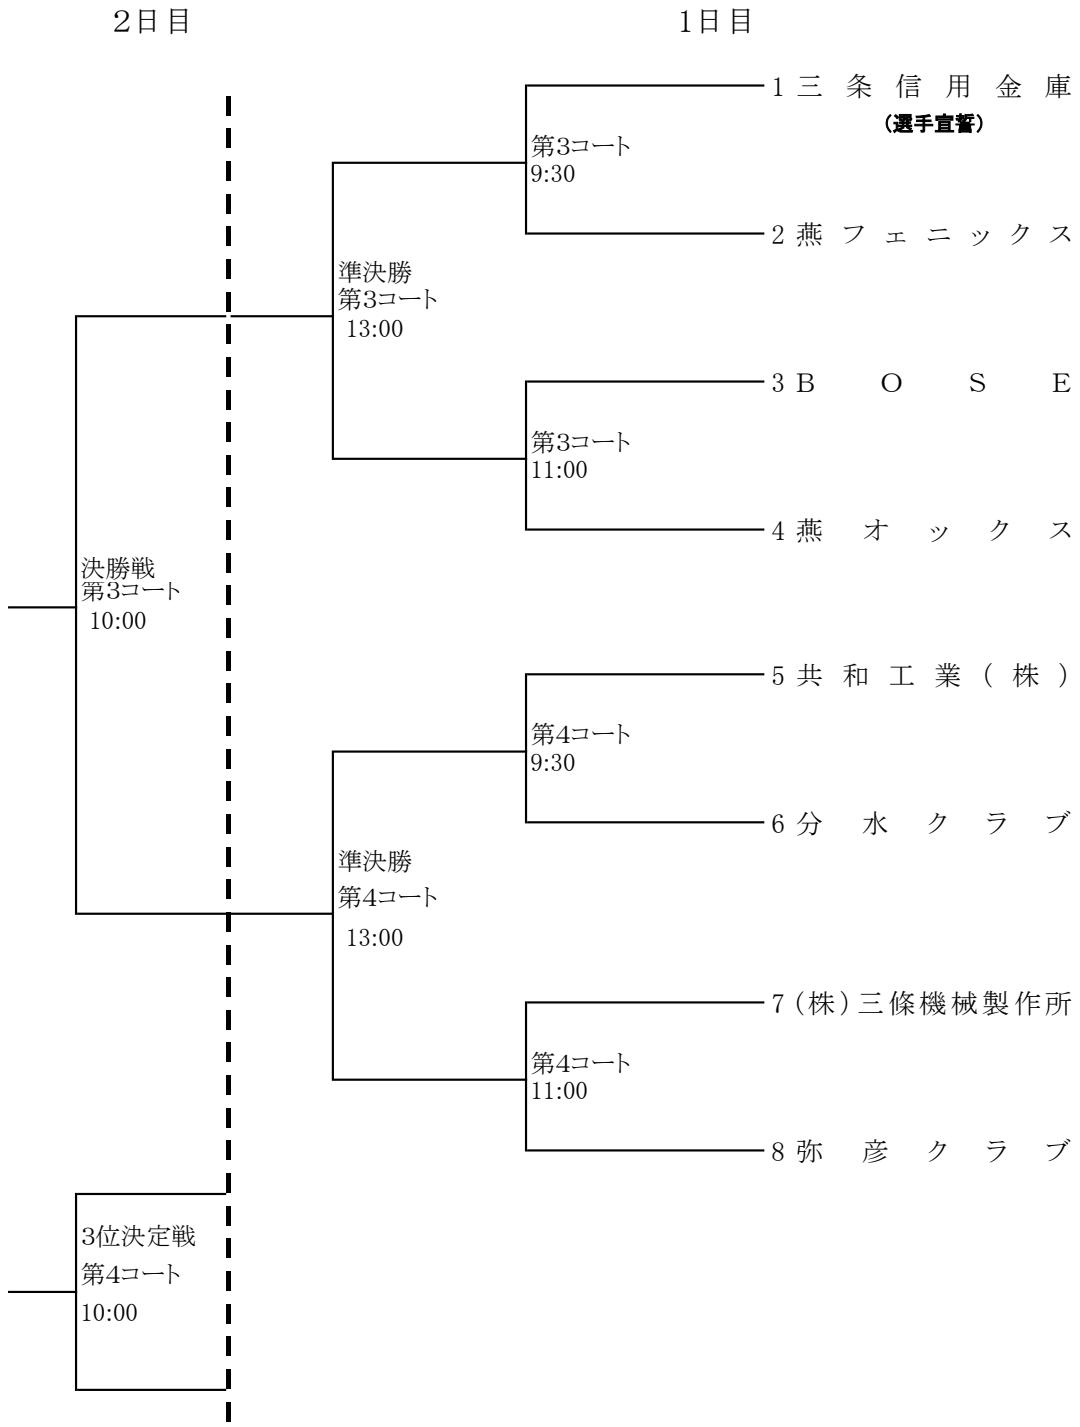 2日目
1日目
1 三条信用金庫
(選手宣誓)
第3コート
9:30
2 燕フェニックス
準決勝
第3コート
13:00
3 BOSE
第3コート
11:00
4 燕オックス
決勝戦
第3コート
10:00
5 共和工業(株)
第4コート
9:30
6 分水クラブ
準決勝
第4コート
13:00
7 (株)三條機械製作所
第4コート
11:00
8 弥彦クラブ
3位決定戦
第4コート
10:00